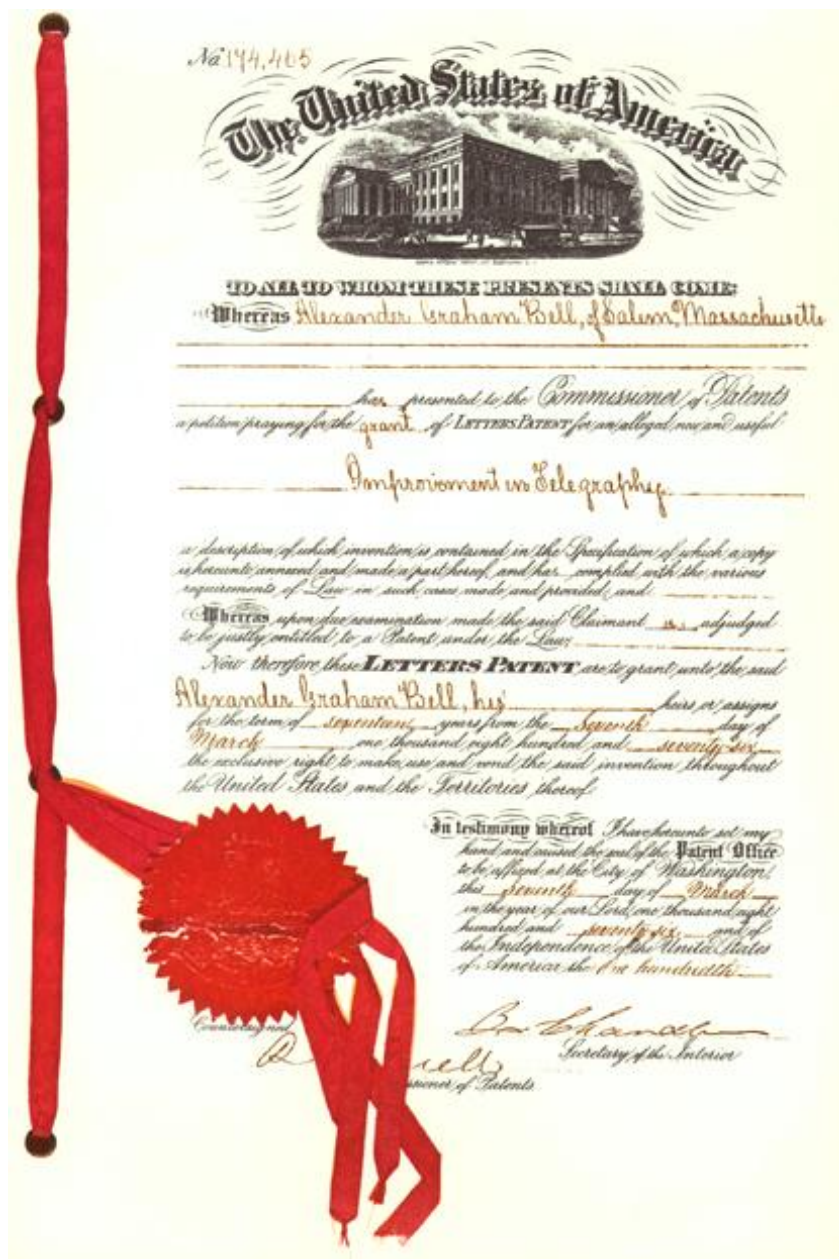 No. 174,465
The United States of America
TO ALL TO WHOM THESE PRESENTS SHALL COME:
Whereas Alexander Graham Bell, of Salem, Massachusetts
has presented to the Commissioner of Patents
a petition praying for the grant of LETTERS PATENT for an alleged new and useful
Improvement in Telegraphy
a description of which invention is contained in the Specification of which a copy
is hereunto annexed and made a part hereof, and has complied with the various
requirements of Law in such cases made and provided, and
Whereas upon due examination made the said Claimant is adjudged
to be justly entitled to a Patent under the Law;
Now therefore these LETTERS PATENT are to grant unto the said
Alexander Graham Bell, his heirs or assigns
for the term of seventeen years from the seventh day of
March one thousand eight hundred and seventy six
the exclusive right to make, use and vend the said invention throughout
the United States and the Territories thereof
In testimony whereof I have hereunto set my
hand and caused the seal of the Patent Office
to be affixed at the City of Washington
this seventh day of March
in the year of our Lord one thousand eight
hundred and seventy six and of
the Independence of the United States
of America the one hundredth.
Countersigned
Secretary of the Interior
of Patents